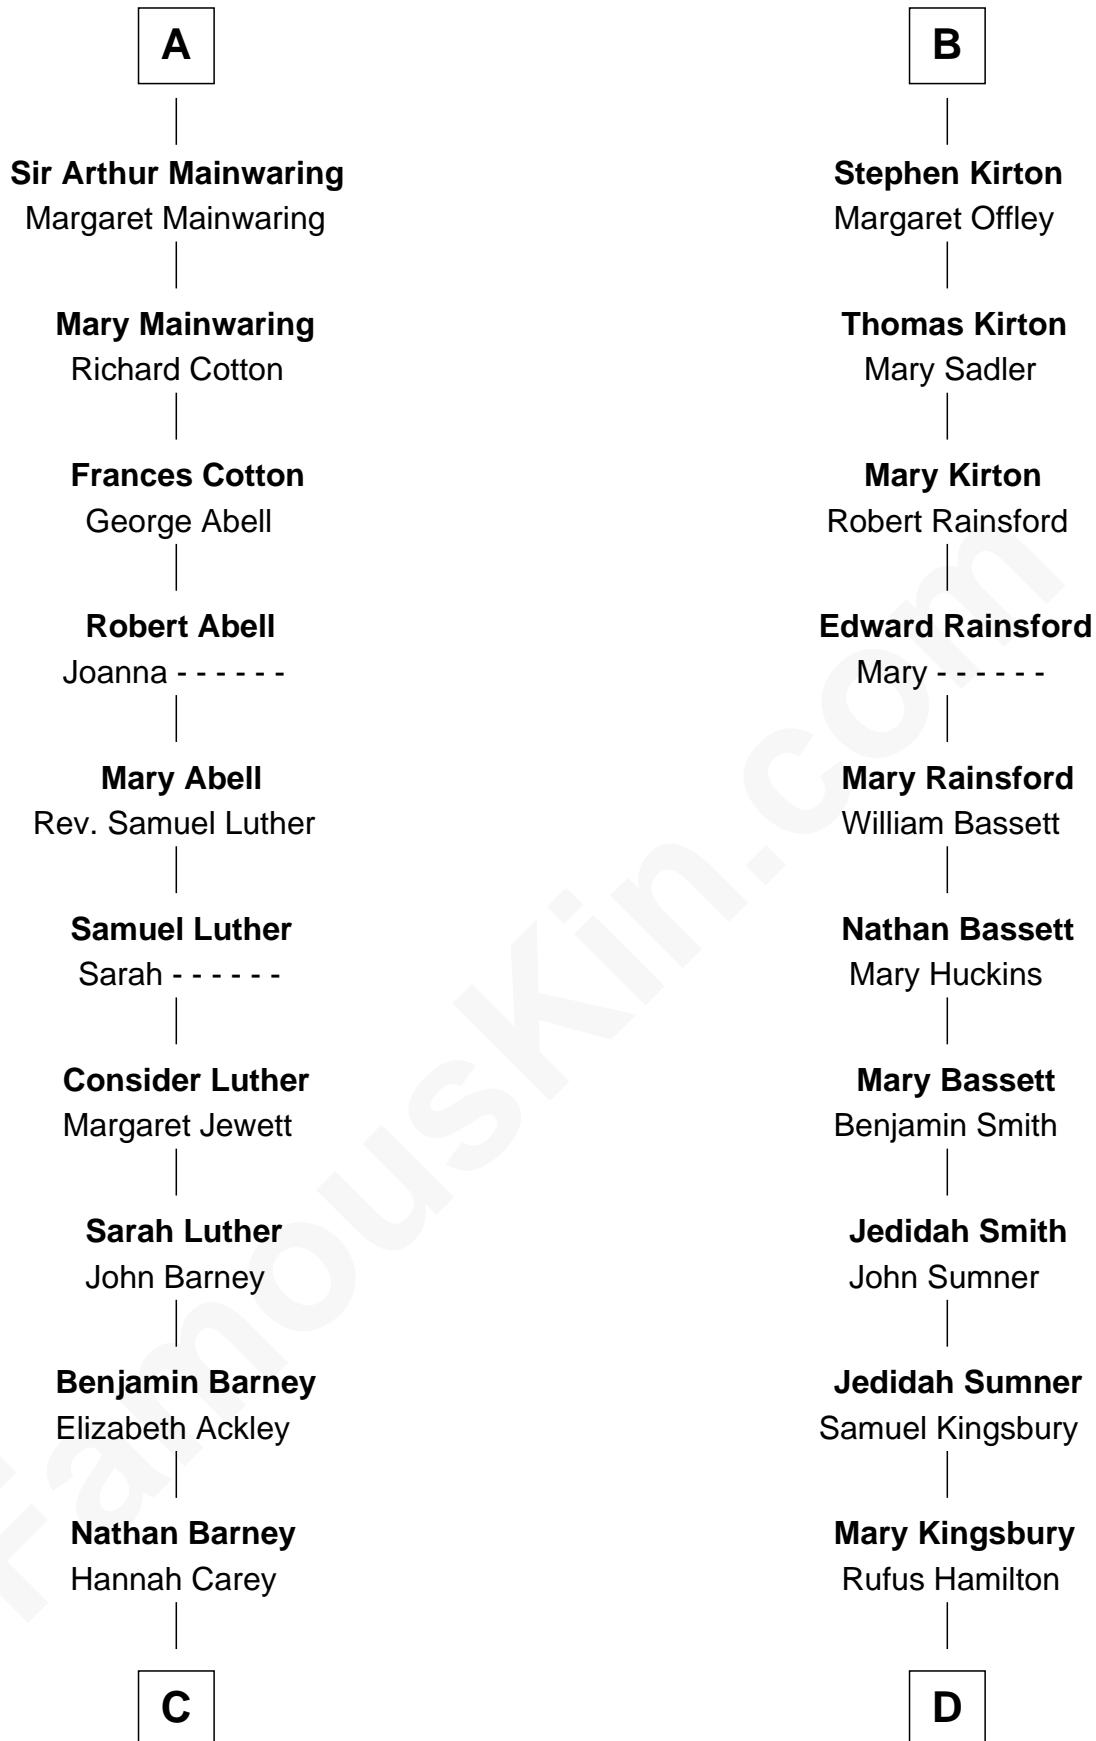 A
Sir Arthur Mainwaring
Margaret Mainwaring
Mary Mainwaring
Richard Cotton
Frances Cotton
George Abell
Robert Abell
Joanna - - - - - -
Mary Abell
Rev. Samuel Luther
Samuel Luther
Sarah - - - - - -
Consider Luther
Margaret Jewett
Sarah Luther
John Barney
Benjamin Barney
Elizabeth Ackley
Nathan Barney
Hannah Carey
C
B
Stephen Kirton
Margaret Offley
Thomas Kirton
Mary Sadler
Mary Kirton
Robert Rainsford
Edward Rainsford
Mary - - - - - -
Mary Rainsford
William Bassett
Nathan Bassett
Mary Huckins
Mary Bassett
Benjamin Smith
Jedidah Smith
John Sumner
Jedidah Sumner
Samuel Kingsbury
Mary Kingsbury
Rufus Hamilton
D
FamousKin.com